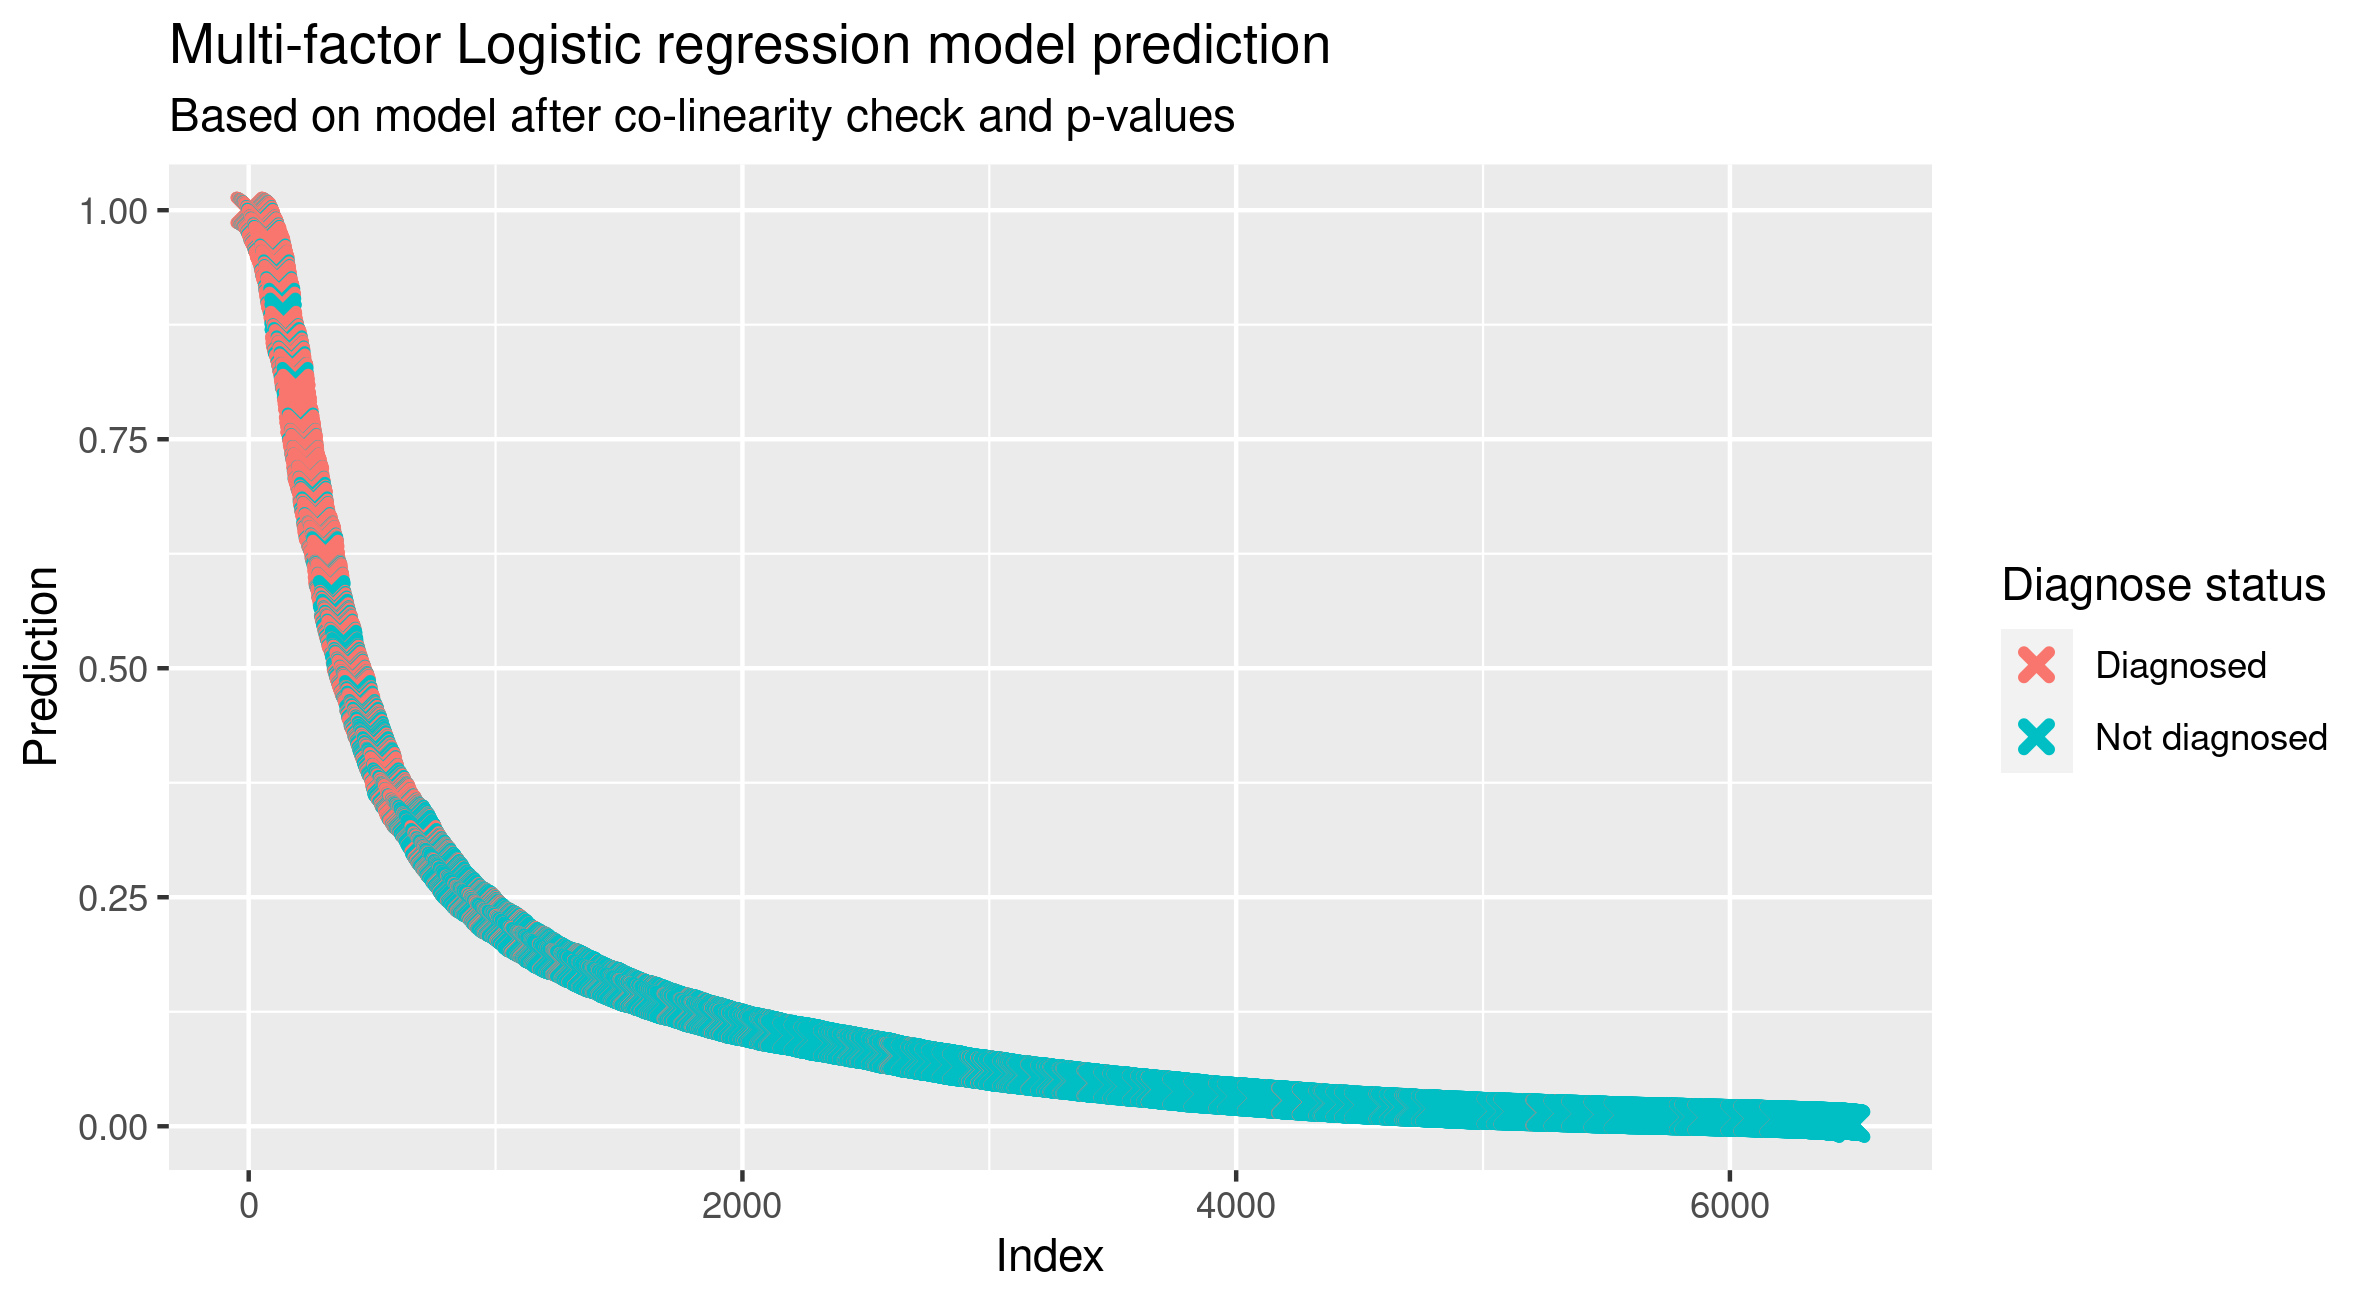 Multi-factor Logistic regression model prediction
Based on model after co-linearity check and p-values
1.00
0.75
0.50
0.25
0.00
Prediction
0
2000
4000
6000
Index
Diagnose status
Diagnosed
Not diagnosed